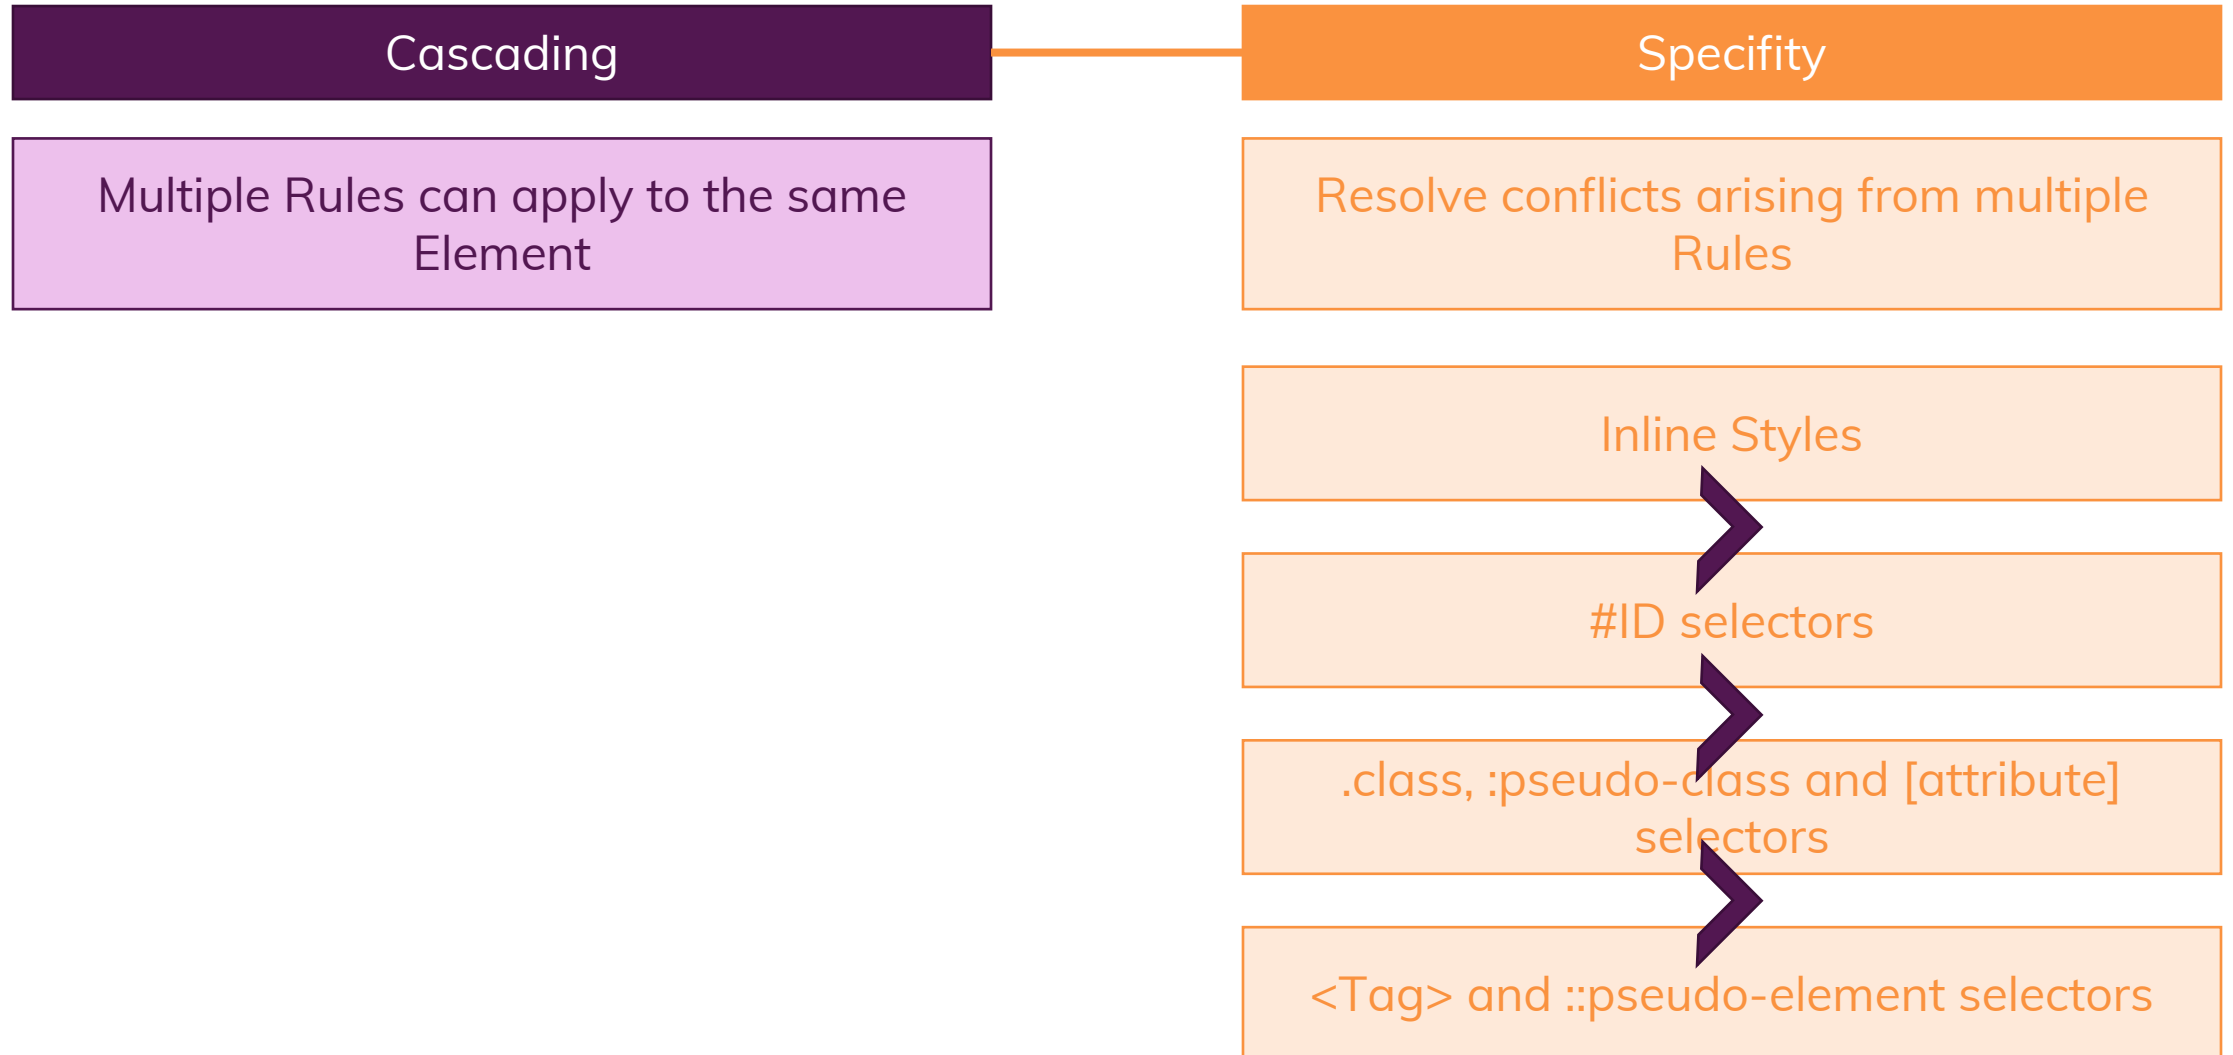 Cascading
Specifity
Multiple Rules can apply to the same
Element
Resolve conflicts arising from multiple
Rules
Inline Styles
#ID selectors
.class, :pseudo-class and [attribute]
selectors
<Tag> and ::pseudo-element selectors